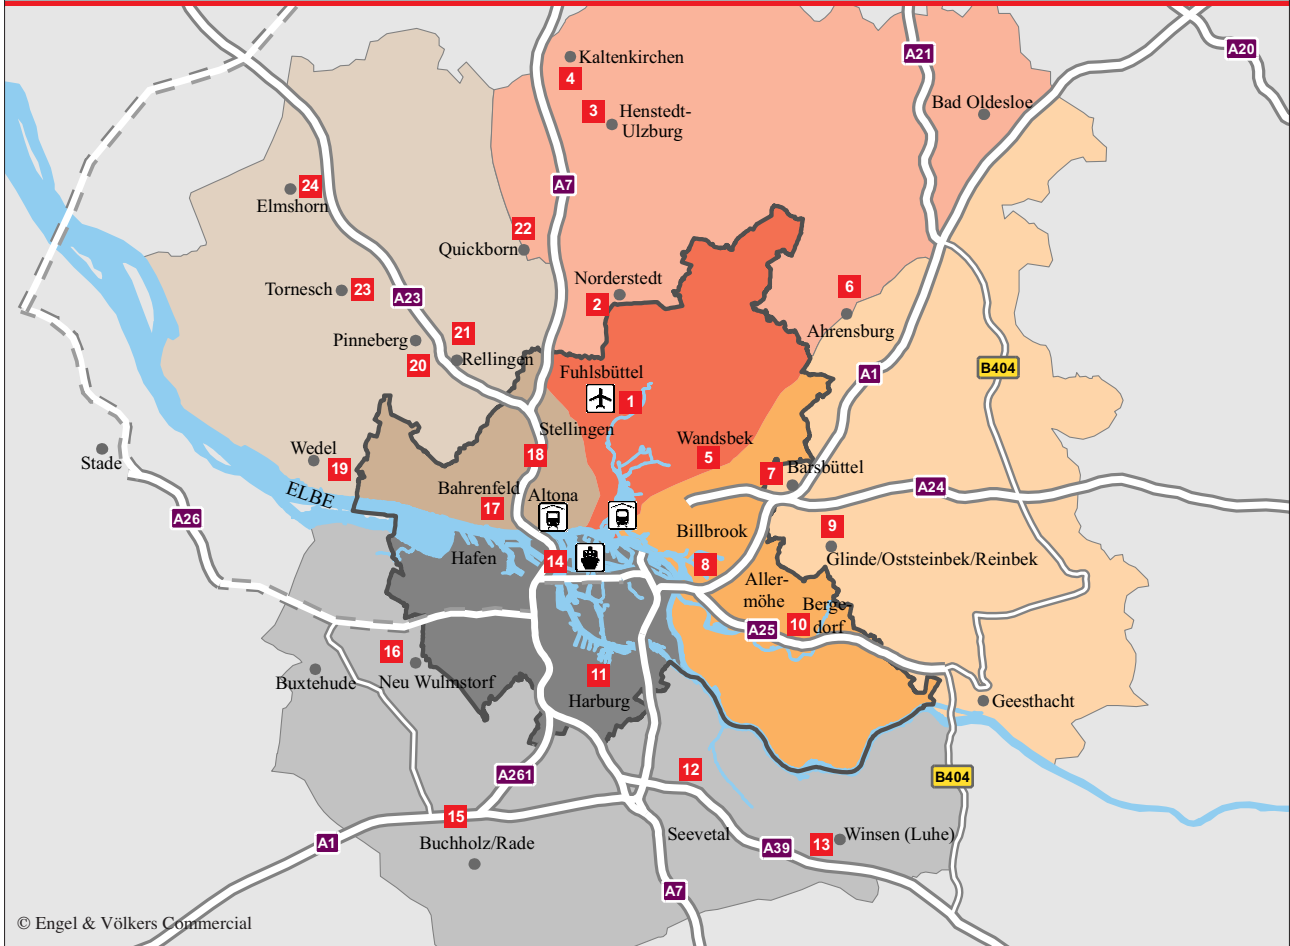 A20
A21
Kaltenkirchen
4
3
Henstedt-
Ulzburg
Bad Oldesloe
A7
24
Elmshorn
22
Quickborn
Norderstedt
2
6
Ahrensburg
Tornesch
23
A23
Pinneberg
21
20
Rellingen
Fuhlsbüttel
1
A1
B404
Stellingen
Wandsbek
5
18
Wedel
19
Stade
ELBE
7
Barsbüttel
A24
Bahrenfeld
17
Altona
A26
Billbrook
9
Glinde/Oststeinbek/Reinbek
Hafen
14
8
Aller-
möhe
Berge-
dorf
10
A25
16
Neu Wulmstorf
Buxtehude
11
Harburg
Geesthacht
A261
12
B404
15
Buchholz/Rade
A1
Seevetal
A39
13
Winsen (Luhe)
A7
© Engel & Völkers Commercial